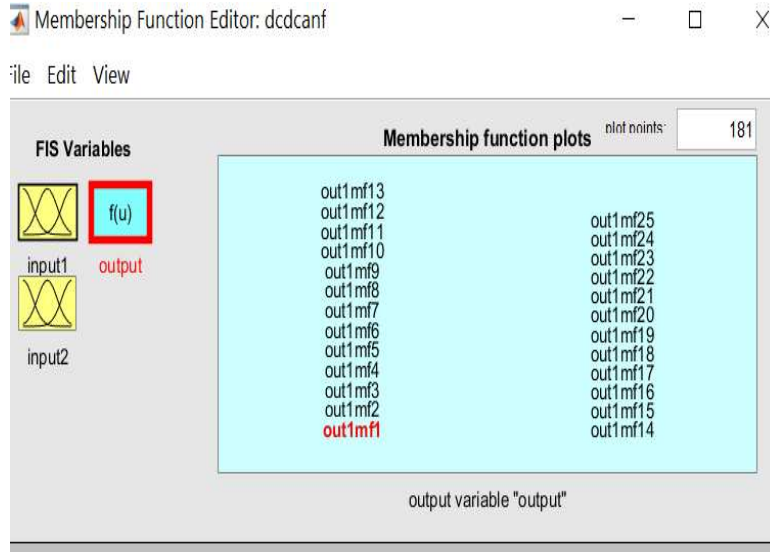 Membership Function Editor: dcdcanf
File Edit View
FIS Variables
f(u)
input1 output
input2
Membership function plots
plot points: 181
out1mf13
out1mf12
out1mf11
out1mf10
out1mf9
out1mf8
out1mf7
out1mf6
out1mf5
out1mf4
out1mf3
out1mf2
out1mf1
out1mf25
out1mf24
out1mf23
out1mf22
out1mf21
out1mf20
out1mf19
out1mf18
out1mf17
out1mf16
out1mf15
out1mf14
output variable "output"